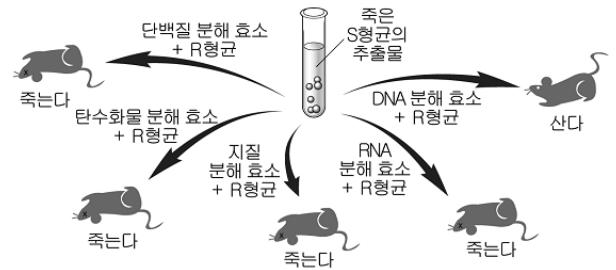 단백질 분해 효소
+ R형균
죽은
S형균의
추출물
죽는다
탄수화물 분해 효소
+ R형균
지질
분해 효소
+ R형균
RNA
분해 효소
+ R형균
DNA 분해 효소
+ R형균
산다
죽는다
죽는다
죽는다